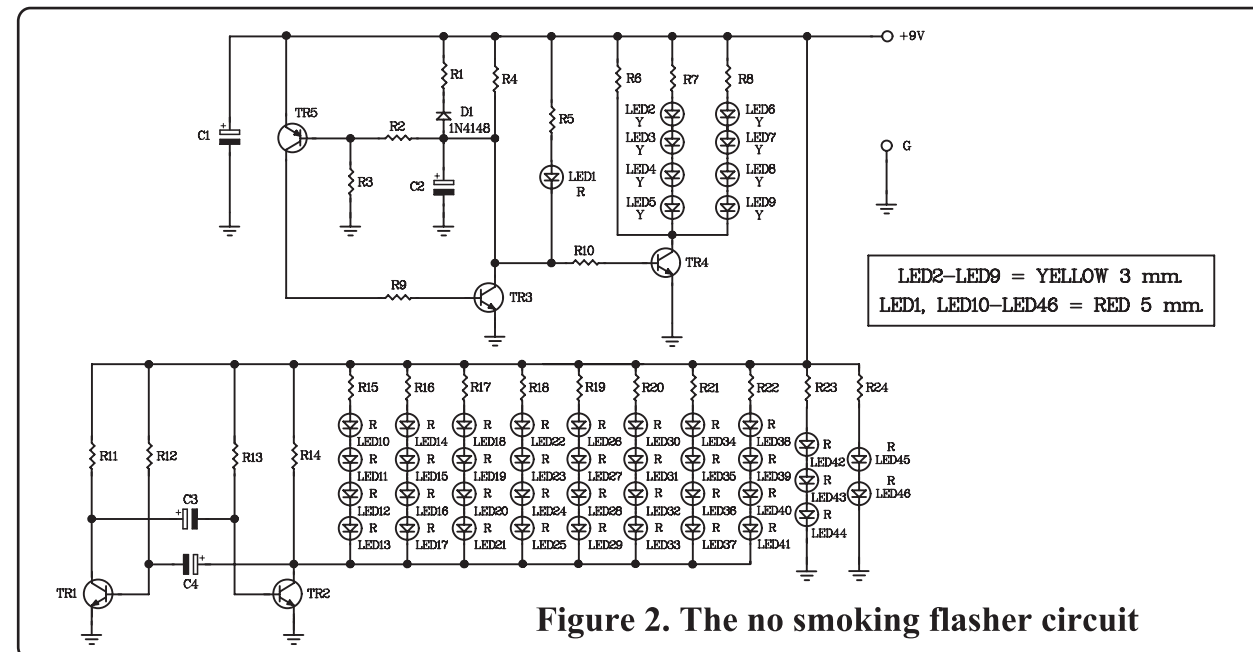 +9V
R1
R4
R6
R7
R8
TR5
D1
1N4148
R5
LED2
Y
LED6
Y
C1
R2
LED3
Y
LED7
Y
R3
C2
LED1
R
LED4
Y
LED8
Y
G
LED5
Y
LED9
Y
R10
TR4
R9
TR3
LED2-LED9 = YELLOW 3 mm.
LED1, LED10-LED46 = RED 5 mm.
R15 R16 R17 R18 R19 R20 R21 R22 R23 R24
R R R R R R R R
LED10 LED14 LED18 LED22 LED26 LED30 LED34 LED38
R11 R12 R13 R14
R R R R R R R R R R
LED42 LED45
LED11 LED15 LED19 LED23 LED27 LED31 LED35 LED39
R R R R R R R R R R
LED43 LED46
LED12 LED16 LED20 LED24 LED28 LED32 LED36 LED40
C3
R R R R R R R R R
LED44
LED13 LED17 LED21 LED25 LED29 LED33 LED37 LED41
C4
TR1
TR2
Figure 2. The no smoking flasher circuit